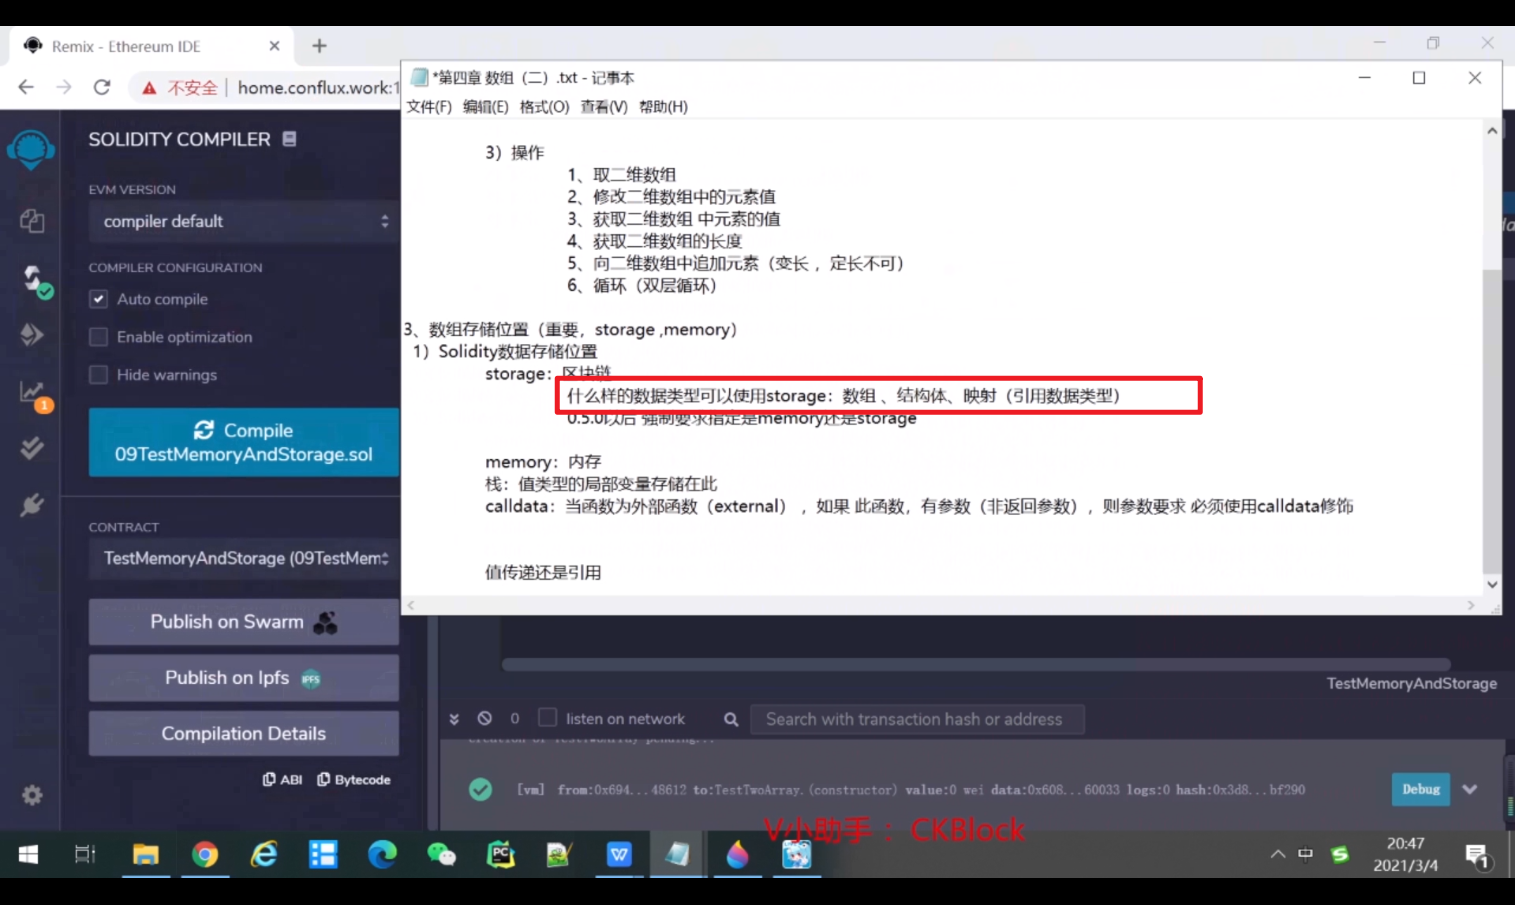 Remix - Ethereum IDE
不安全 | home.conflux.work:1
*第四章 数组（二）.txt - 记事本
文件(F) 编辑(E) 格式(O) 查看(V) 帮助(H)
SOLIDITY COMPILER
EVM VERSION
compiler default
COMPILER CONFIGURATION
Auto compile
Enable optimization
Hide warnings
1
Compile
09TestMemoryAndStorage.sol
CONTRACT
TestMemoryAndStorage (09TestMem
Publish on Swarm
Publish on Ipfs
IPFS
Compilation Details
ABI Bytecode
3）操作
1、取二维数组
2、修改二维数组中的元素值
3、获取二维数组 中元素的值
4、获取二维数组的长度
5、向二维数组中追加元素（变长 ，定长不可）
6、循环（双层循环）
3、数组存储位置（重要，storage ,memory）
1）Solidity数据存储位置
storage：区块链
什么样的数据类型可以使用storage：数组 、结构体、映射（引用数据类型）
0.5.0以后 强制要求指定是memory还是storage
memory：内存
栈：值类型的局部变量存储在此
calldata：当函数为外部函数（external） ，如果 此函数，有参数（非返回参数），则参数要求 必须使用calldata修饰
值传递还是引用
TestMemoryAndStorage
0 listen on network Search with transaction hash or address
creation of TestTwoArray pending...
[vm] from:0x694...48612 to:TestTwoArray.(constructor) value:0 wei data:0x608...60033 logs:0 hash:0x3d8...bf290
Debug
V小助手 ： CKBlock
中
20:47
2021/3/4
1